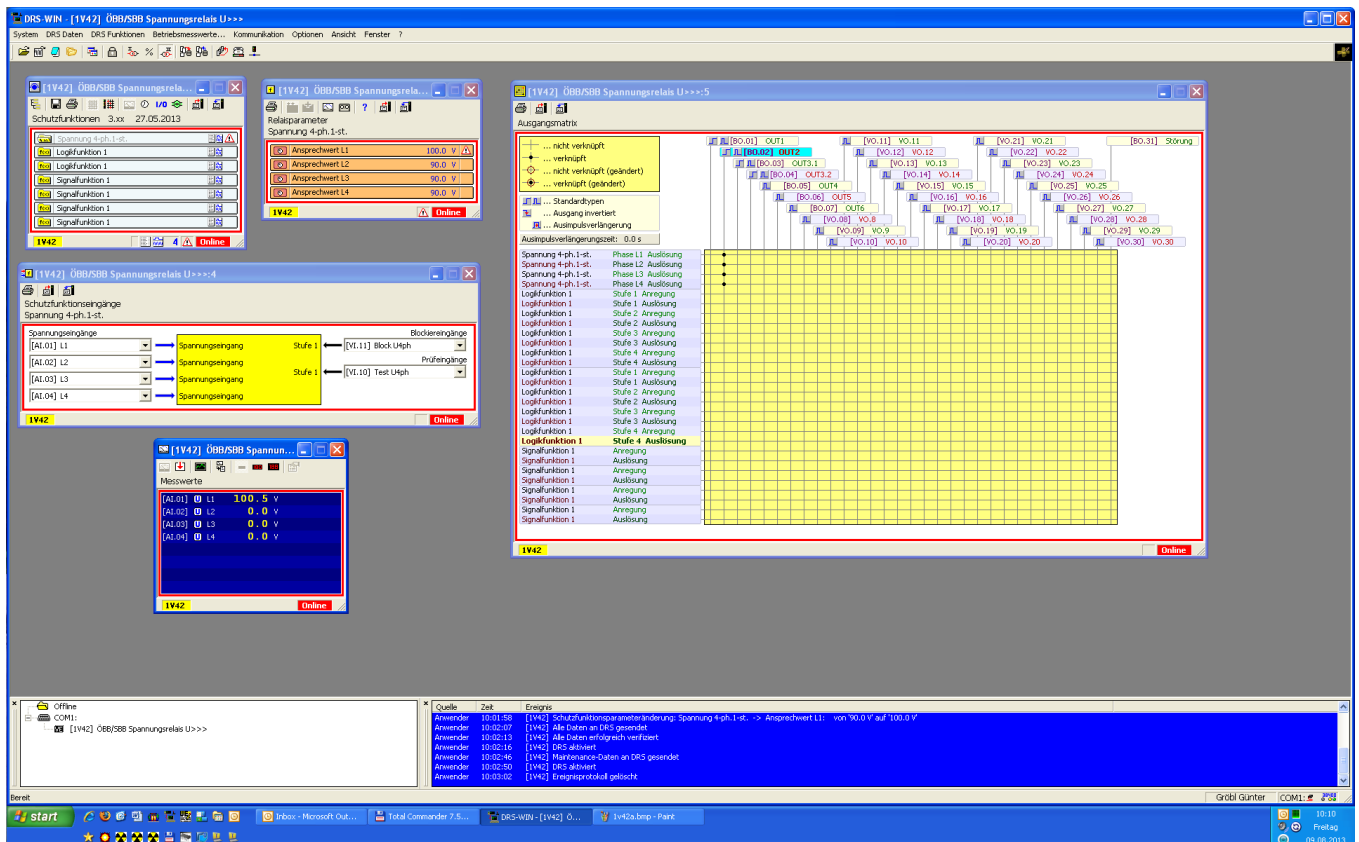 DRS-WIN - [1V42] ÖBB/SBB Spannungsrelais U>>>
System DRS Daten DRS Funktionen Betriebsmesswerte... Kommunikation Optionen Ansicht Fenster ?
[1V42] ÖBB/SBB Spannungsrela...
I/O
Schutzfunktionen 3.xx 27.05.2013
Spannung 4-ph.1-st.
Logikfunktion 1
Logikfunktion 1
Signalfunktion 1
Signalfunktion 1
Signalfunktion 1
Signalfunktion 1
1V42 4 Online
[1V42] ÖBB/SBB Spannungsrela...
Relaisparameter
Spannung 4-ph.1-st.
Ansprechwert L1 100.0 V
Ansprechwert L2 90.0 V
Ansprechwert L3 90.0 V
Ansprechwert L4 90.0 V
1V42 Online
[1V42] ÖBB/SBB Spannungsrelais U>>>:4
Schutzfunktionseingänge
Spannung 4-ph.1-st.
Spannungseingänge Blockiereingänge
[AI.01] L1 Spannungseingang Stufe 1 [VI.11] Block U4ph
[AI.02] L2 Spannungseingang Prüfeingänge
[AI.03] L3 Spannungseingang Stufe 1 [VI.10] Test U4ph
[AI.04] L4 Spannungseingang
1V42 Online
[1V42] ÖBB/SBB Spannun...
Messwerte
[AI.01] U L1 100.5 V
[AI.02] U L2 0.0 V
[AI.03] U L3 0.0 V
[AI.04] U L4 0.0 V
1V42 Online
[1V42] ÖBB/SBB Spannungsrelais U>>>:5
Ausgangsmatrix
... nicht verknüpft
... verknüpft
... nicht verknüpft (geändert)
... verknüpft (geändert)
... Standardtypen
... Ausgang invertiert
... Ausimpulsverlängerung
Ausimpulsverlängerungszeit: 0.0 s
[BO.01] OUT1 [VO.11] VO.11 [VO.21] VO.21 [BO.31] Störung
[BO.02] OUT2 [VO.12] VO.12 [VO.22] VO.22
[BO.03] OUT3.1 [VO.13] VO.13 [VO.23] VO.23
[BO.04] OUT3.2 [VO.14] VO.14 [VO.24] VO.24
[BO.05] OUT4 [VO.15] VO.15 [VO.25] VO.25
[BO.06] OUT5 [VO.16] VO.16 [VO.26] VO.26
[BO.07] OUT6 [VO.17] VO.17 [VO.27] VO.27
[VO.08] VO.8 [VO.18] VO.18 [VO.28] VO.28
[VO.09] VO.9 [VO.19] VO.19 [VO.29] VO.29
[VO.10] VO.10 [VO.20] VO.20 [VO.30] VO.30
Spannung 4-ph.1-st. Phase L1 Auslösung
Spannung 4-ph.1-st. Phase L2 Auslösung
Spannung 4-ph.1-st. Phase L3 Auslösung
Spannung 4-ph.1-st. Phase L4 Auslösung
Logikfunktion 1 Stufe 1 Anregung
Logikfunktion 1 Stufe 1 Auslösung
Logikfunktion 1 Stufe 2 Anregung
Logikfunktion 1 Stufe 2 Auslösung
Logikfunktion 1 Stufe 3 Anregung
Logikfunktion 1 Stufe 3 Auslösung
Logikfunktion 1 Stufe 4 Anregung
Logikfunktion 1 Stufe 4 Auslösung
Logikfunktion 1 Stufe 1 Anregung
Logikfunktion 1 Stufe 1 Auslösung
Logikfunktion 1 Stufe 2 Anregung
Logikfunktion 1 Stufe 2 Auslösung
Logikfunktion 1 Stufe 3 Anregung
Logikfunktion 1 Stufe 3 Auslösung
Logikfunktion 1 Stufe 4 Anregung
Logikfunktion 1 Stufe 4 Auslösung
Signalfunktion 1 Anregung
Signalfunktion 1 Auslösung
Signalfunktion 1 Anregung
Signalfunktion 1 Auslösung
Signalfunktion 1 Anregung
Signalfunktion 1 Auslösung
Signalfunktion 1 Anregung
Signalfunktion 1 Auslösung
1V42 Online
Offline
COM1:
[1V42] ÖBB/SBB Spannungsrelais U>>>
Quelle Zeit Ereignis
Anwender 10:01:58 [1V42] Schutzfunktionsparameteränderung: Spannung 4-ph.1-st. -> Ansprechwert L1: von '90.0 V' auf '100.0 V'
Anwender 10:02:07 [1V42] Alle Daten an DRS gesendet
Anwender 10:02:13 [1V42] Alle Daten erfolgreich verifiziert
Anwender 10:02:16 [1V42] DRS aktiviert
Anwender 10:02:46 [1V42] Maintenance-Daten an DRS gesendet
Anwender 10:02:50 [1V42] DRS aktiviert
Anwender 10:03:02 [1V42] Ereignisprotokoll gelöscht
Bereit Gröbl Günter COM1:
start Inbox - Microsoft Out... Total Commander 7.5... DRS-WIN - [1V42] Ö... 1v42a.bmp - Paint 10:10
Freitag
09.08.2013